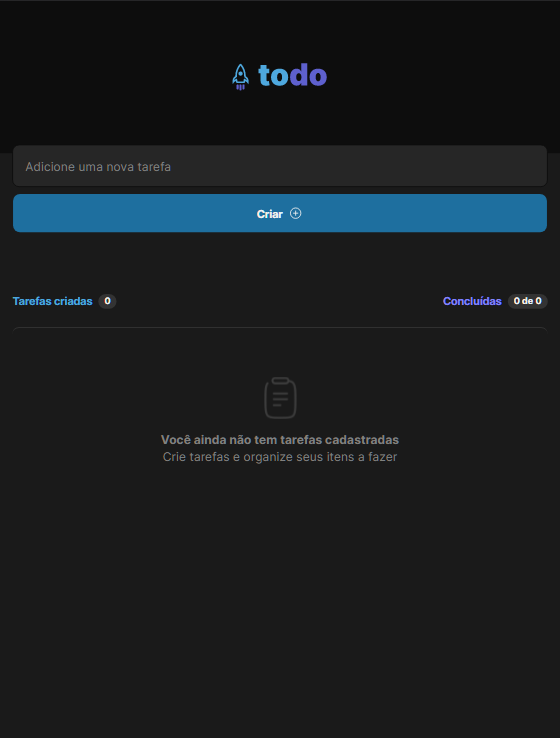 todo
Adicione uma nova tarefa
Criar
Tarefas criadas 0
Concluídas 0 de 0
Você ainda não tem tarefas cadastradas
Crie tarefas e organize seus itens a fazer